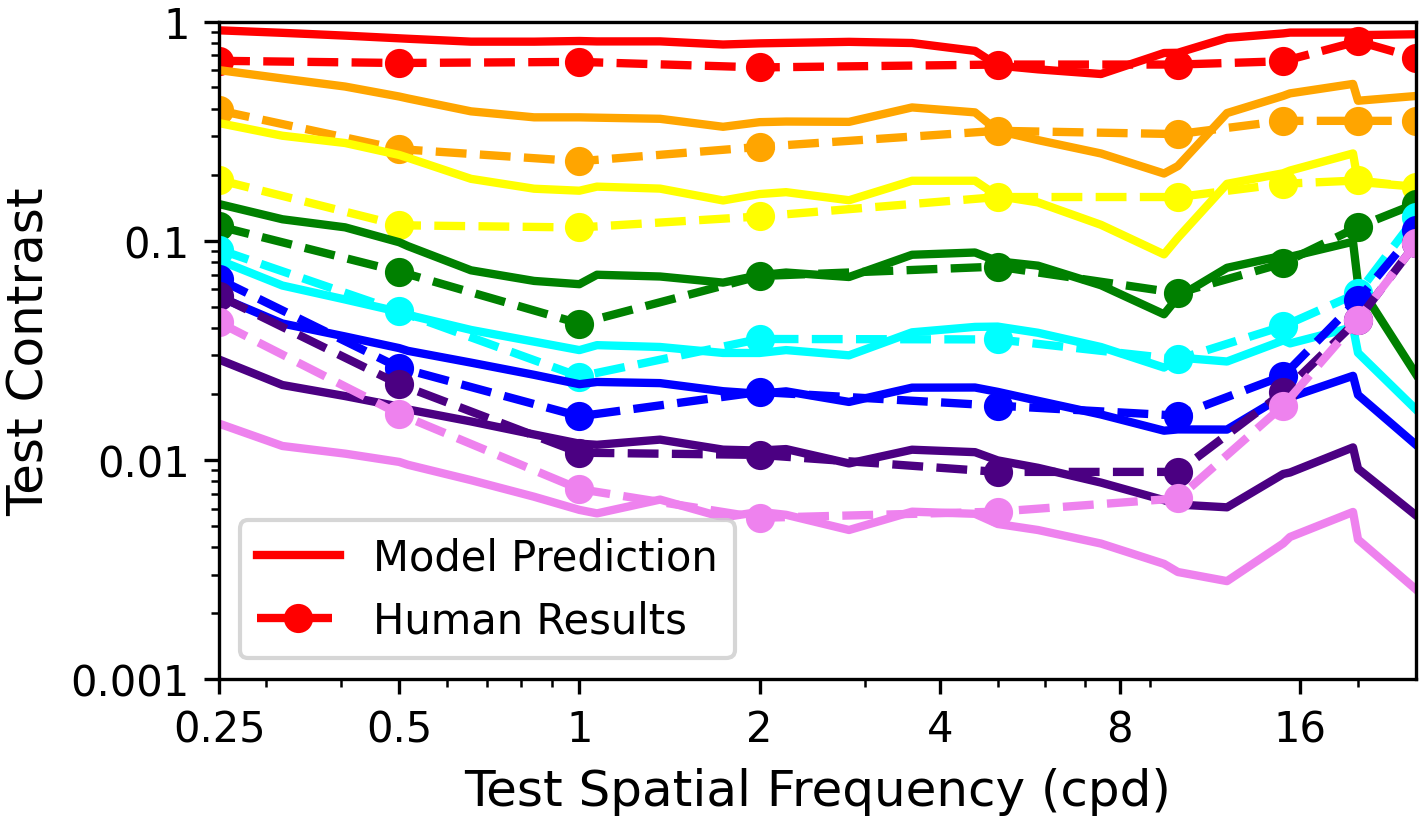 1
0.1
0.01
0.001
Test Contrast
Model Prediction
Human Results
0.25 0.5 1 2 4 8 16
Test Spatial Frequency (cpd)